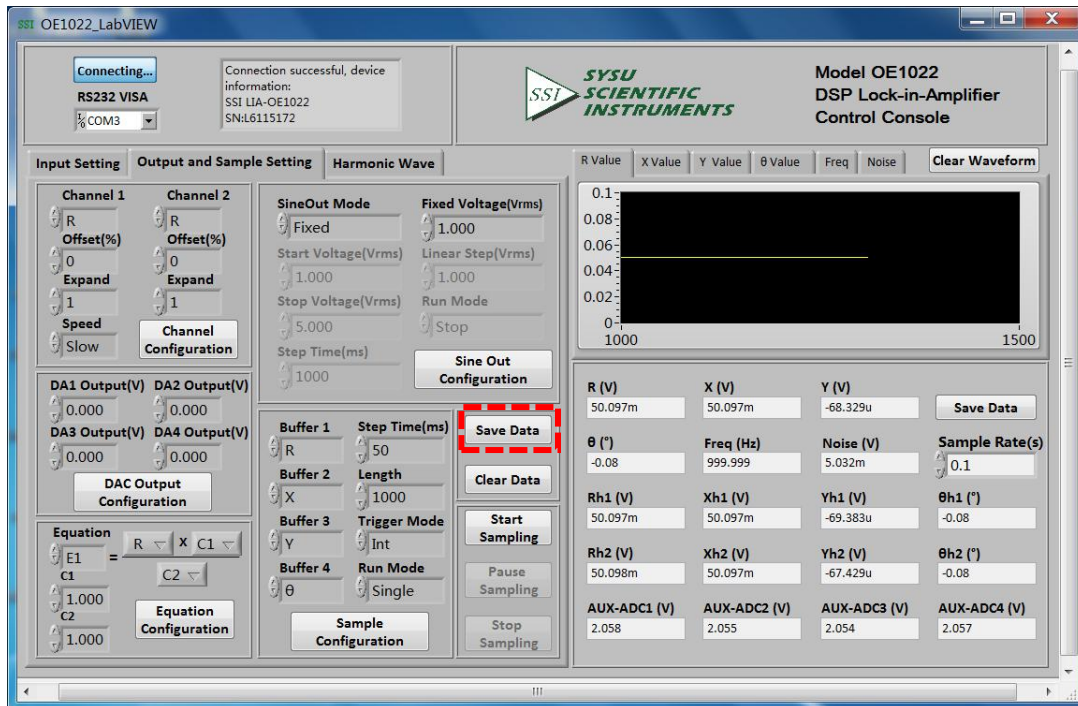 SSI OE1022_LabVIEW
Connecting...
RS232 VISA
I/O COM3
Connection successful, device
information:
SSI LIA-OE1022
SN:L6115172
SSI
SYSU
SCIENTIFIC
INSTRUMENTS
Model OE1022
DSP Lock-in-Amplifier
Control Console
Input Setting Output and Sample Setting Harmonic Wave
Channel 1 Channel 2
R R
Offset(%) Offset(%)
0 0
Expand Expand
1 1
Speed
Slow
Channel
Configuration
SineOut Mode Fixed Voltage(Vrms)
Fixed 1.000
Start Voltage(Vrms) Linear Step(Vrms)
1.000 1.000
Stop Voltage(Vrms) Run Mode
5.000 Stop
Step Time(ms)
1000
Sine Out
Configuration
DA1 Output(V) DA2 Output(V)
0.000 0.000
DA3 Output(V) DA4 Output(V)
0.000 0.000
DAC Output
Configuration
Equation
E1 = R X C1
C2
C1
1.000
C2
1.000
Equation
Configuration
Buffer 1 Step Time(ms)
R 50
Buffer 2 Length
X 1000
Buffer 3 Trigger Mode
Y Int
Buffer 4 Run Mode
θ Single
Sample
Configuration
Save Data
Clear Data
Start
Sampling
Pause
Sampling
Stop
Sampling
R Value X Value Y Value θ Value Freq Noise Clear Waveform
0.1
0.08
0.06
0.04
0.02
0
1000 1500
R (V) X (V) Y (V)
50.097m 50.097m -68.329u Save Data
θ (°) Freq (Hz) Noise (V) Sample Rate(s)
-0.08 999.999 5.032m 0.1
Rh1 (V) Xh1 (V) Yh1 (V) θh1 (°)
50.097m 50.097m -69.383u -0.08
Rh2 (V) Xh2 (V) Yh2 (V) θh2 (°)
50.098m 50.097m -67.429u -0.08
AUX-ADC1 (V) AUX-ADC2 (V) AUX-ADC3 (V) AUX-ADC4 (V)
2.058 2.055 2.054 2.057